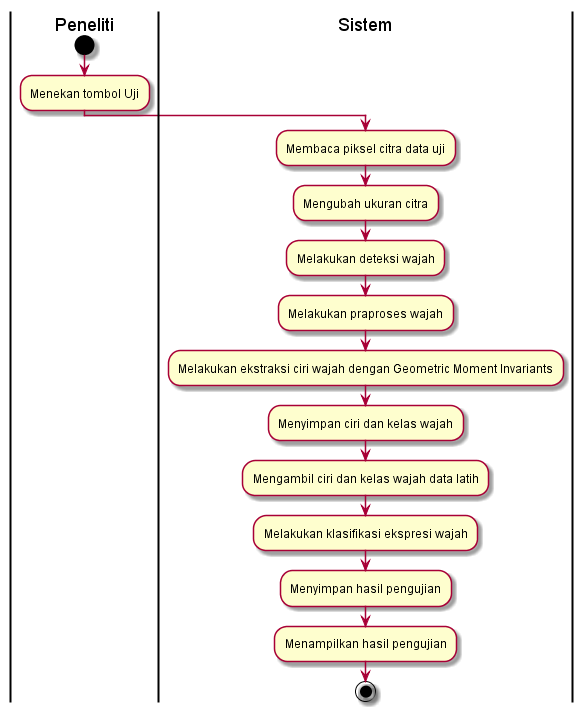 Peneliti
Sistem
Menekan tombol Uji
Membaca piksel citra data uji
Mengubah ukuran citra
Melakukan deteksi wajah
Melakukan praproses wajah
Melakukan ekstraksi ciri wajah dengan Geometric Moment Invariants
Menyimpan ciri dan kelas wajah
Mengambil ciri dan kelas wajah data latih
Melakukan klasifikasi ekspresi wajah
Menyimpan hasil pengujian
Menampilkan hasil pengujian